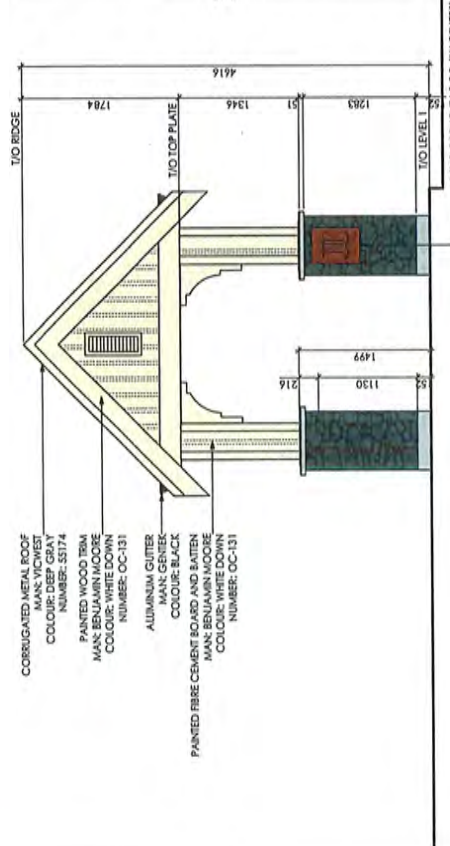 CORRUGATED METAL ROOF
MAN: VICWEST
COLOUR: DEEP GRAY
NUMBER: 55174
PAINTED WOOD TRIM
MAN: BENJAMIN MOORE
COLOUR: WHITE DOWN
NUMBER: OC-131
ALUMINUM GUTTER
MAN: GENTEK
COLOUR: BLACK
PAINTED FIBRE CEMENT BOARD AND BATTEN
MAN: BENJAMIN MOORE
COLOUR: WHITE DOWN
NUMBER: OC-131
T/O RIDGE
T/O TOP PLATE
T/O LEVEL 1
4616
1784
1346
51
1283
52
1499
216
1130
52